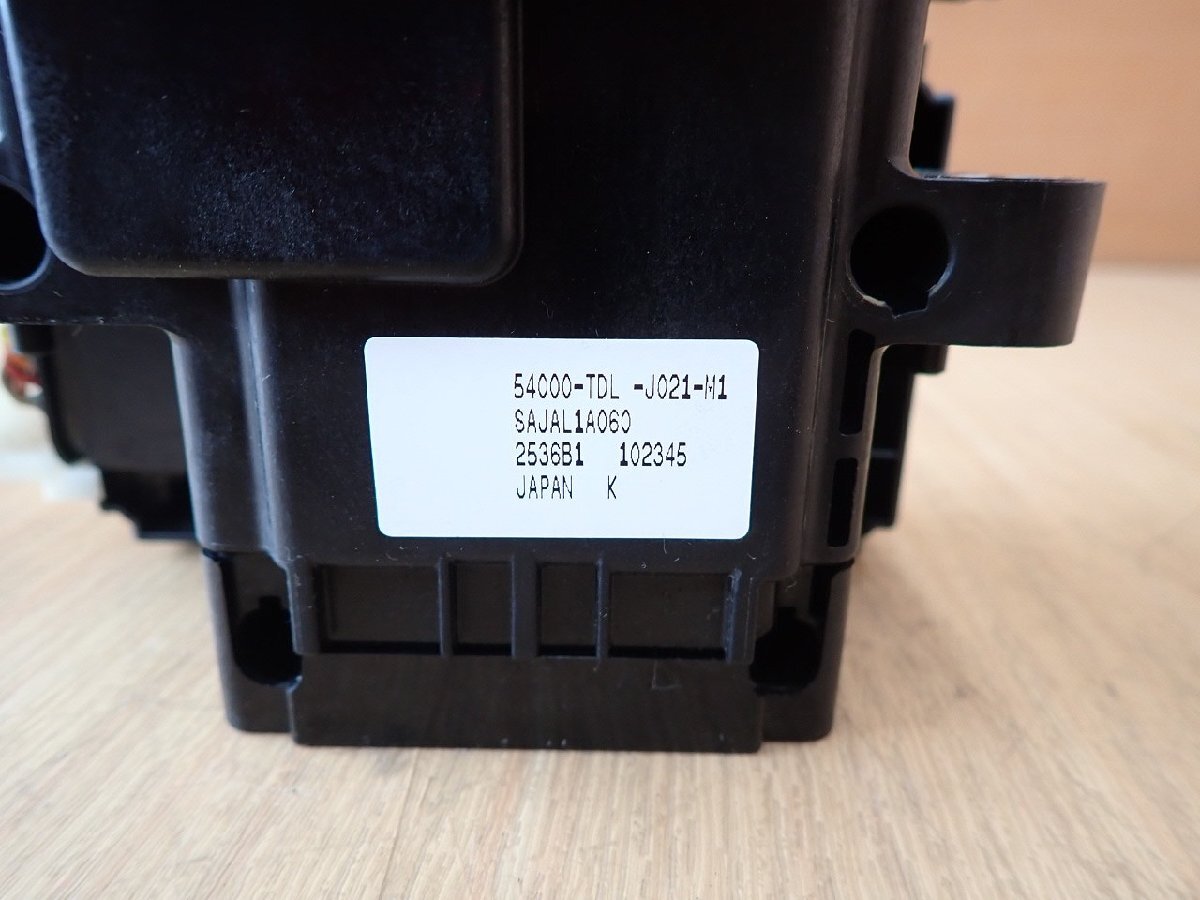 54000-TDL -J021-M1
SAJAL1A060
2536B1 102345
JAPAN K